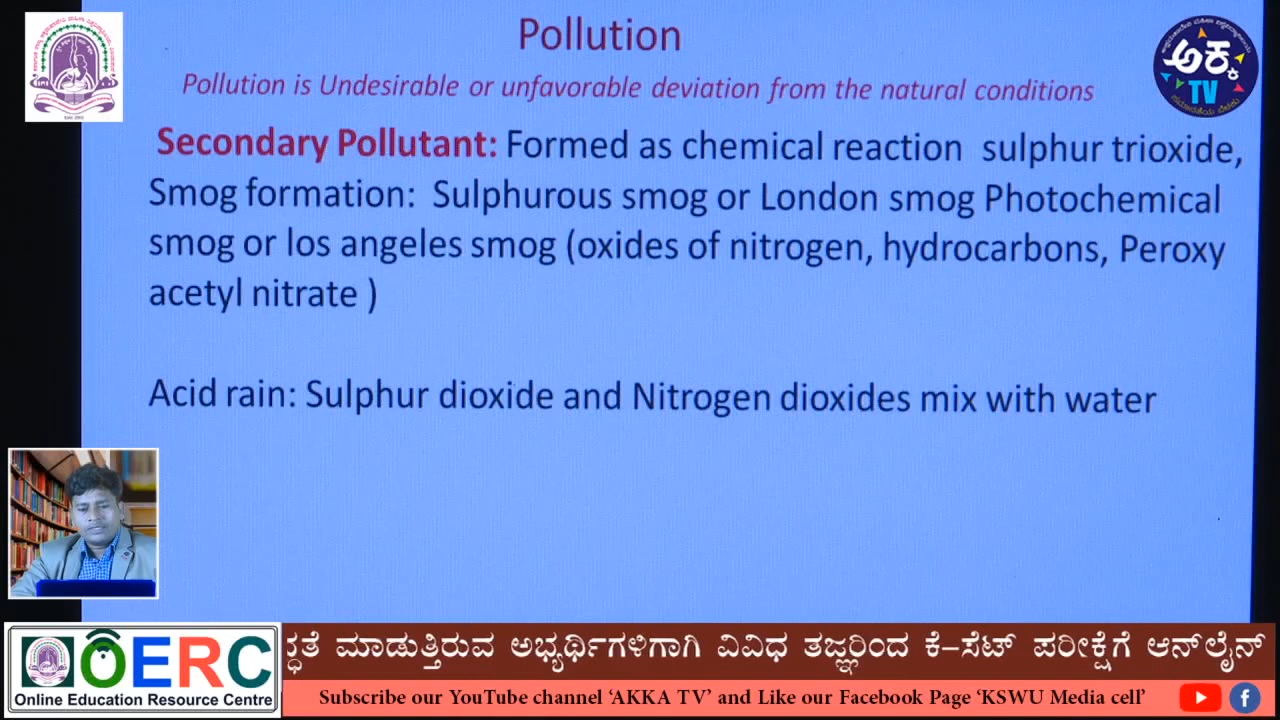 Pollution
Pollution is Undesirable or unfavorable deviation from the natural conditions
Secondary Pollutant: Formed as chemical reaction sulphur trioxide,
Smog formation: Sulphurous smog or London smog Photochemical
smog or los angeles smog (oxides of nitrogen, hydrocarbons, Peroxy
acetyl nitrate )
Acid rain: Sulphur dioxide and Nitrogen dioxides mix with water
ಅಕ್ಕ
TV
OERC
Online Education Resource Centre
ಮಾಡುತ್ತಿರುವ ಅಭ್ಯರ್ಥಿಗಳಿಗಾಗಿ ವಿವಿಧ ತಜ್ಞರಿಂದ ಕೆ-ಸೆಟ್ ಪರೀಕ್ಷೆಗೆ ಆನ್‌ಲೈನ್
Subscribe our YouTube channel ‘AKKA TV’ and Like our Facebook Page ‘KSWU Media cell’